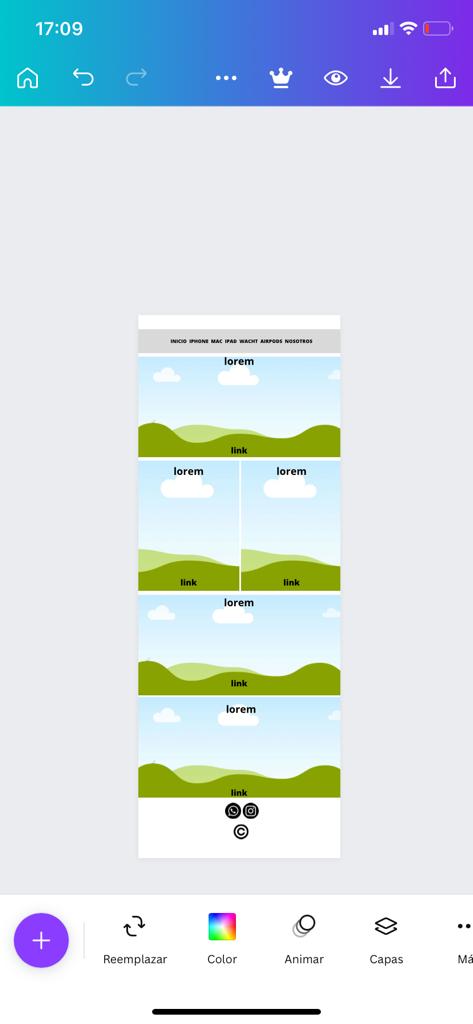 17:09
INICIO IPHONE MAC IPAD WACHT AIRPODS NOSOTROS
lorem
link
lorem lorem
link link
lorem
link
lorem
link
©
Reemplazar Color Animar Capas Má